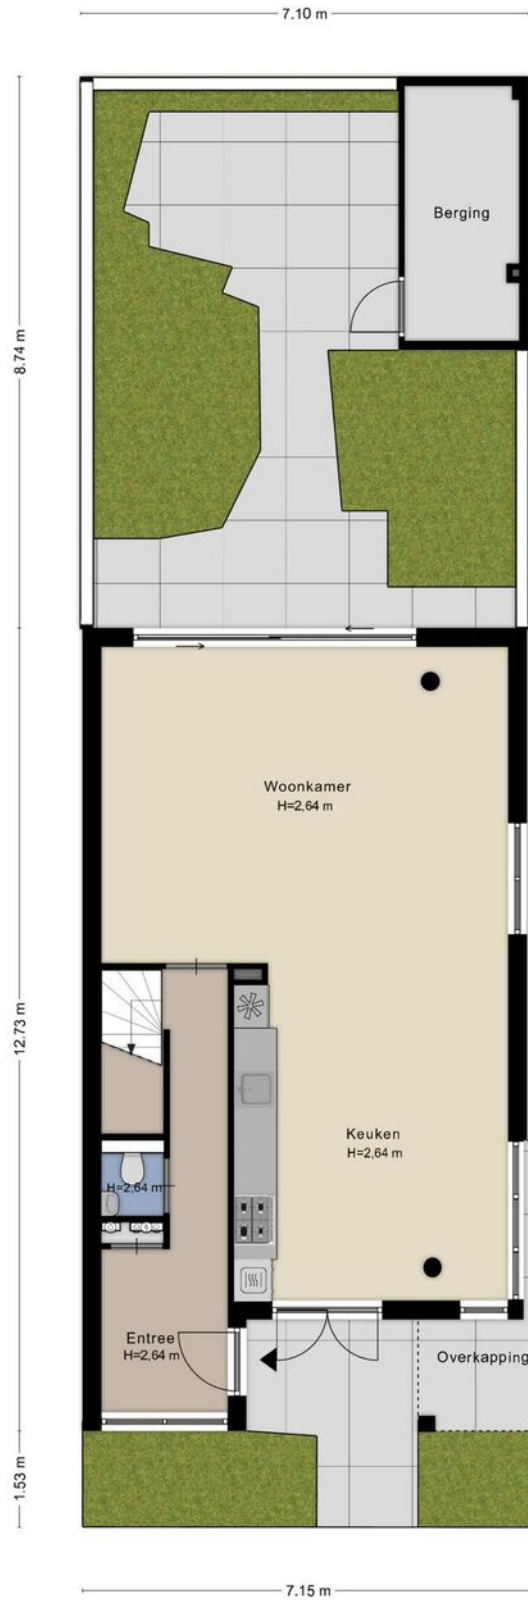 7.10 m
Berging
8.74 m
Woonkamer
H=2,64 m
12.73 m
Keuken
H=2,64 m
H=2,64 m
Entree
H=2,64 m
Overkapping
1.53 m
7.15 m